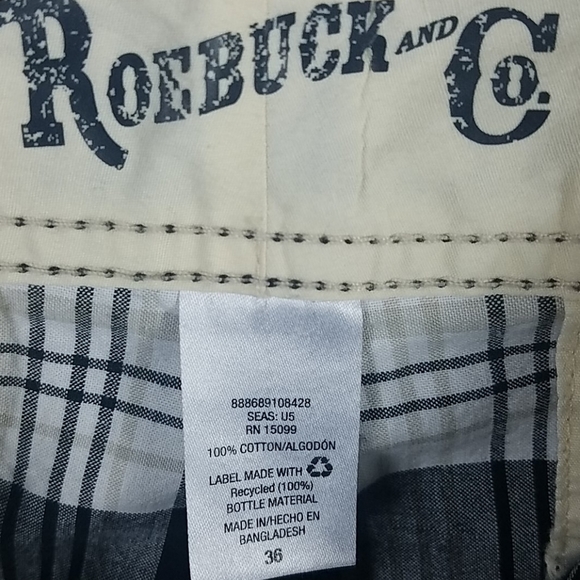 ROEBUCK AND Co.
888689108428
SEAS: U5
RN 15099
100% COTTON/ALGODÓN
LABEL MADE WITH
Recycled (100%)
BOTTLE MATERIAL
MADE IN/HECHO EN
BANGLADESH
36